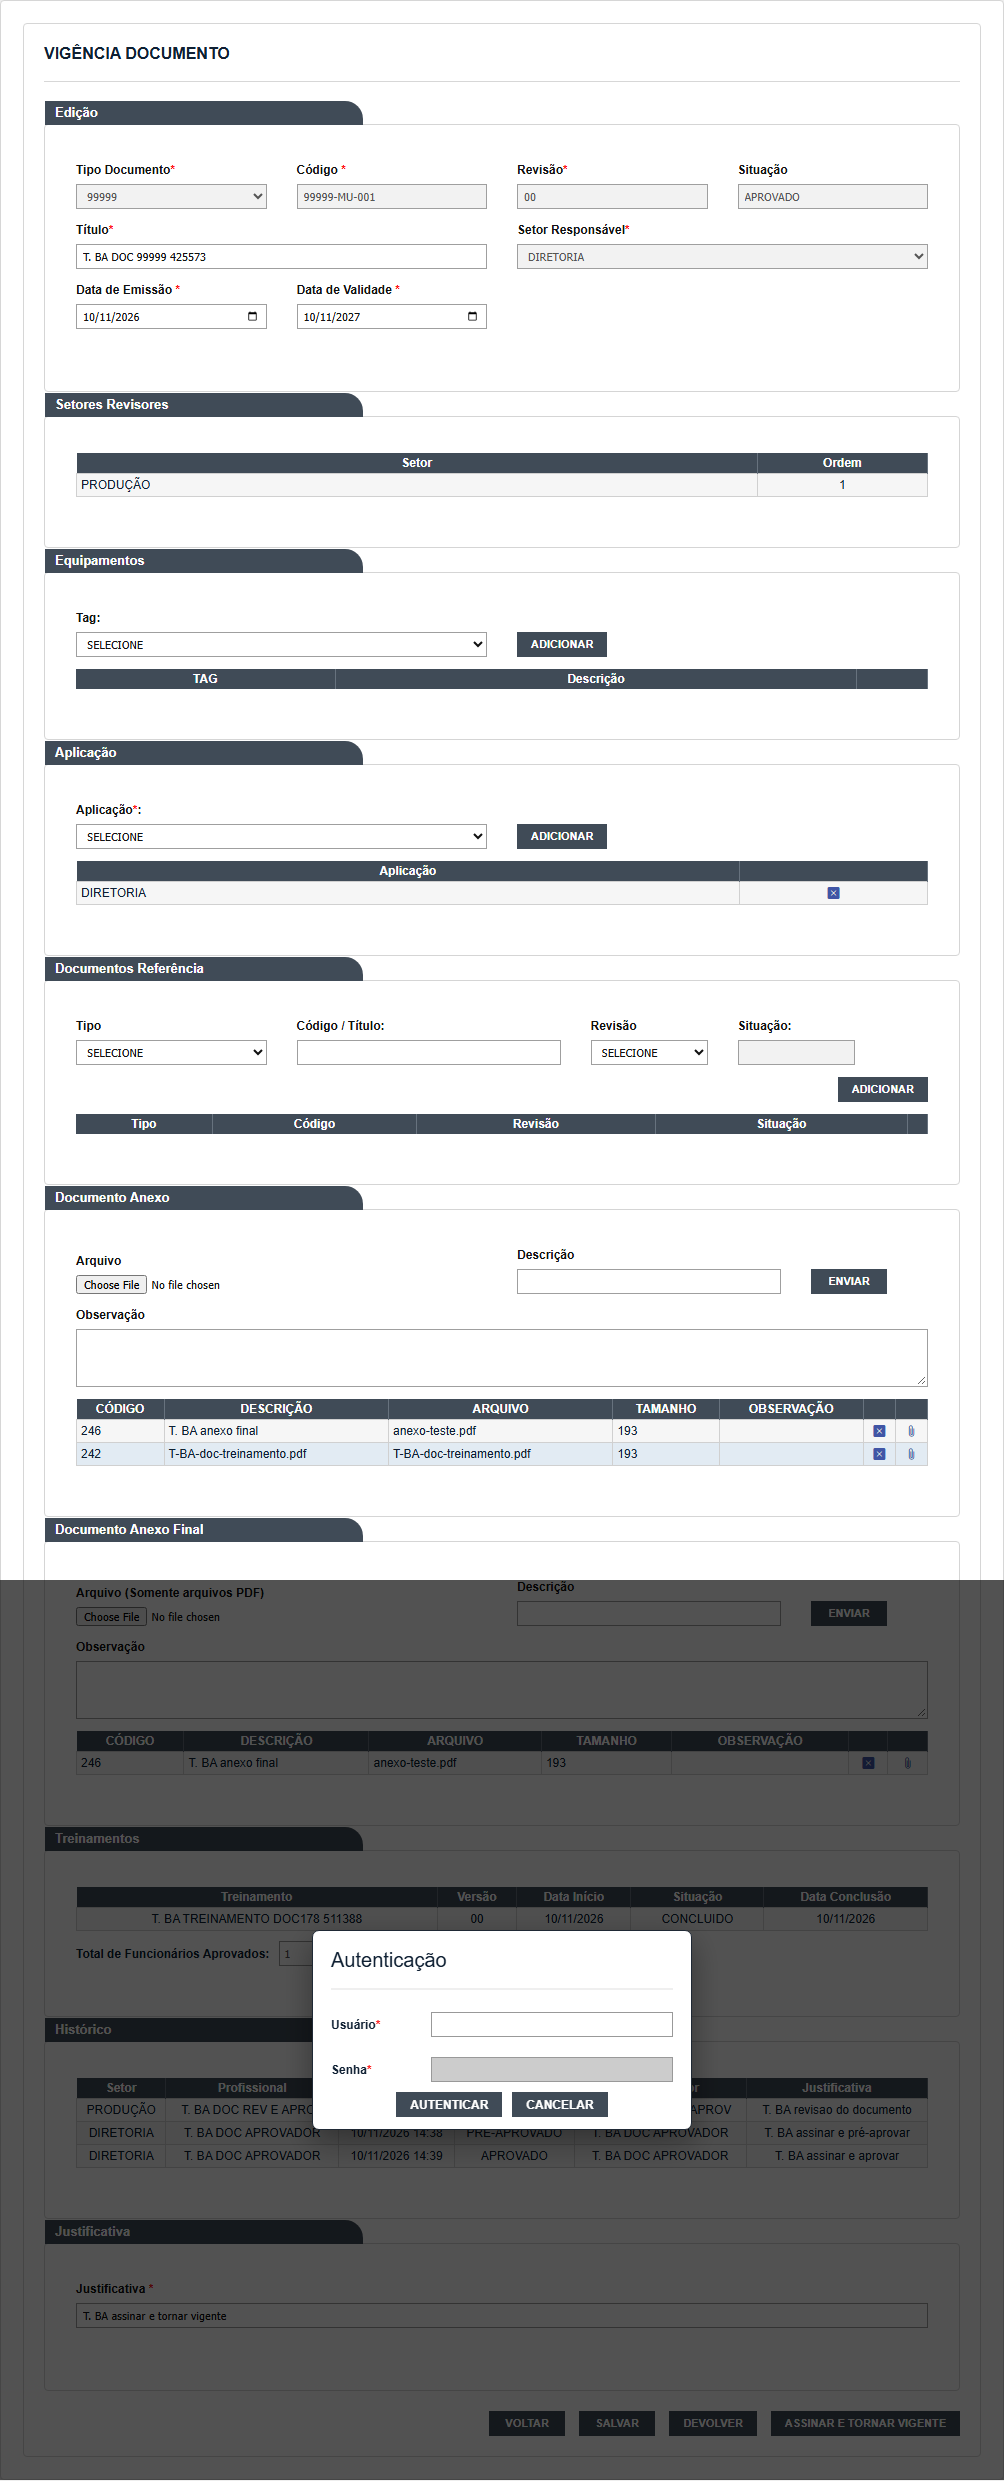 VIGÊNCIA DOCUMENTO
Edição
Tipo Documento* Código * Revisão* Situação
99999 99999-MU-001 00 APROVADO
Título* Setor Responsável*
T. BA DOC 99999 425573 DIRETORIA
Data de Emissão * Data de Validade *
10/11/2026 10/11/2027
Setores Revisores
Setor Ordem
PRODUÇÃO 1
Equipamentos
Tag:
SELECIONE ADICIONAR
TAG Descrição
Aplicação
Aplicação*:
SELECIONE ADICIONAR
Aplicação
DIRETORIA
Documentos Referência
Tipo Código / Título: Revisão Situação:
SELECIONE SELECIONE
ADICIONAR
Tipo Código Revisão Situação
Documento Anexo
Arquivo Descrição
Choose File No file chosen ENVIAR
Observação
CÓDIGO DESCRIÇÃO ARQUIVO TAMANHO OBSERVAÇÃO
246 T. BA anexo final anexo-teste.pdf 193
242 T-BA-doc-treinamento.pdf T-BA-doc-treinamento.pdf 193
Documento Anexo Final
Arquivo (Somente arquivos PDF) Descrição
Choose File No file chosen ENVIAR
Observação
CÓDIGO DESCRIÇÃO ARQUIVO TAMANHO OBSERVAÇÃO
246 T. BA anexo final anexo-teste.pdf 193
Treinamentos
Treinamento Versão Data Início Situação Data Conclusão
T. BA TREINAMENTO DOC178 511388 00 10/11/2026 CONCLUIDO 10/11/2026
Total de Funcionários Aprovados: 1
Autenticação
Usuário*
Senha*
AUTENTICAR CANCELAR
Histórico
Setor Profissional Justificativa
PRODUÇÃO T. BA DOC REV E APRO APROV T. BA revisao do documento
DIRETORIA T. BA DOC APROVADOR 10/11/2026 14:38 PRÉ-APROVADO T. BA DOC APROVADOR T. BA assinar e pré-aprovar
DIRETORIA T. BA DOC APROVADOR 10/11/2026 14:39 APROVADO T. BA DOC APROVADOR T. BA assinar e aprovar
Justificativa
Justificativa *
T. BA assinar e tornar vigente
VOLTAR SALVAR DEVOLVER ASSINAR E TORNAR VIGENTE